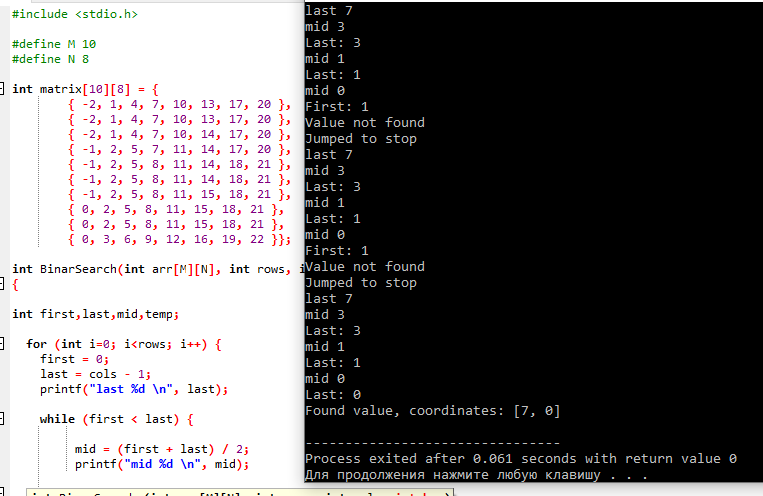 #include <stdio.h>
#define M 10
#define N 8
int matrix[10][8] = {
{ -2, 1, 4, 7, 10, 13, 17, 20 },
{ -2, 1, 4, 7, 10, 13, 17, 20 },
{ -2, 1, 4, 7, 10, 14, 17, 20 },
{ -1, 2, 5, 7, 11, 14, 17, 20 },
{ -1, 2, 5, 8, 11, 14, 18, 21 },
{ -1, 2, 5, 8, 11, 14, 18, 21 },
{ -1, 2, 5, 8, 11, 15, 18, 21 },
{ 0, 2, 5, 8, 11, 15, 18, 21 },
{ 0, 2, 5, 8, 11, 15, 18, 21 },
{ 0, 3, 6, 9, 12, 16, 19, 22 }};
int BinarSearch(int arr[M][N], int rows, i
{
int first,last,mid,temp;
for (int i=0; i<rows; i++) {
first = 0;
last = cols - 1;
printf("last %d \n", last);
while (first < last) {
mid = (first + last) / 2;
printf("mid %d \n", mid);
last 7
mid 3
Last: 3
mid 1
Last: 1
mid 0
First: 1
Value not found
Jumped to stop
last 7
mid 3
Last: 3
mid 1
Last: 1
mid 0
First: 1
Value not found
Jumped to stop
last 7
mid 3
Last: 3
mid 1
Last: 1
mid 0
Last: 0
Found value, coordinates: [7, 0]
--------------------------------
Process exited after 0.061 seconds with return value 0
Для продолжения нажмите любую клавишу . . .